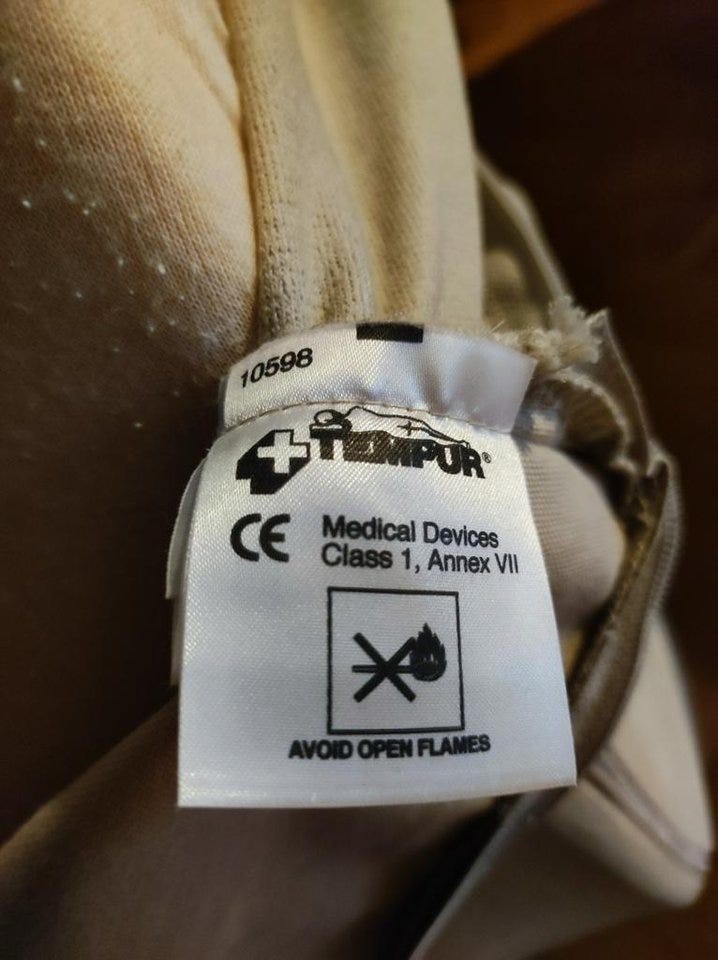 10598
TEMPUR®
CE Medical Devices
Class 1, Annex VII
AVOID OPEN FLAMES